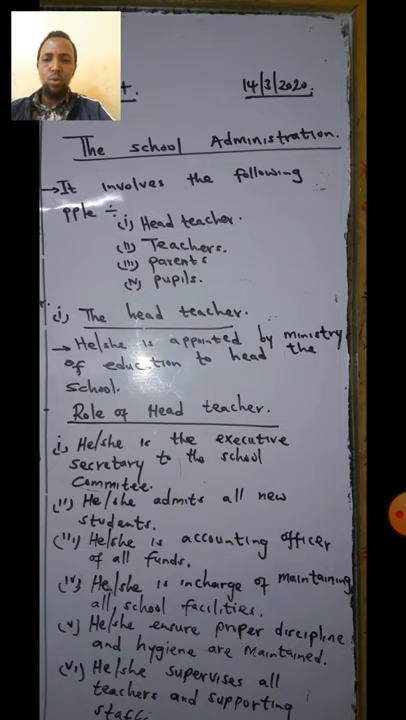 t.
14/3/2020.
The school Administration.
→It involves the following
pple ÷
(i) Head teacher.
(ii) Teachers.
(iii) parents
(iv) pupils.
i) The head teacher.
→ He/she is appointed by ministry
of education to head the
school.
Role of Head teacher.
i) He/she is the executive
secretary to the school
Commitee.
(ii) He/she admits all new
students.
(iii) He/she is accounting officer
of all funds.
(iv) He/she is incharge of maintaining
all school facilities.
(v) He/she ensure proper discipline
and hygiene are maintained.
(vi) He/she supervises all
teachers and supporting
staff